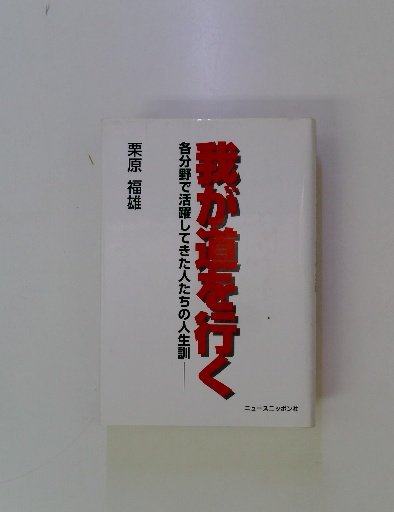 我が道を行く
各分野で活躍してきた人たちの人生訓――
栗原 福雄
ニュースニッポン社